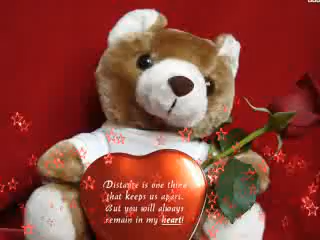 Distance is one thing
that keeps us apart.
But you will always
remain in my heart!